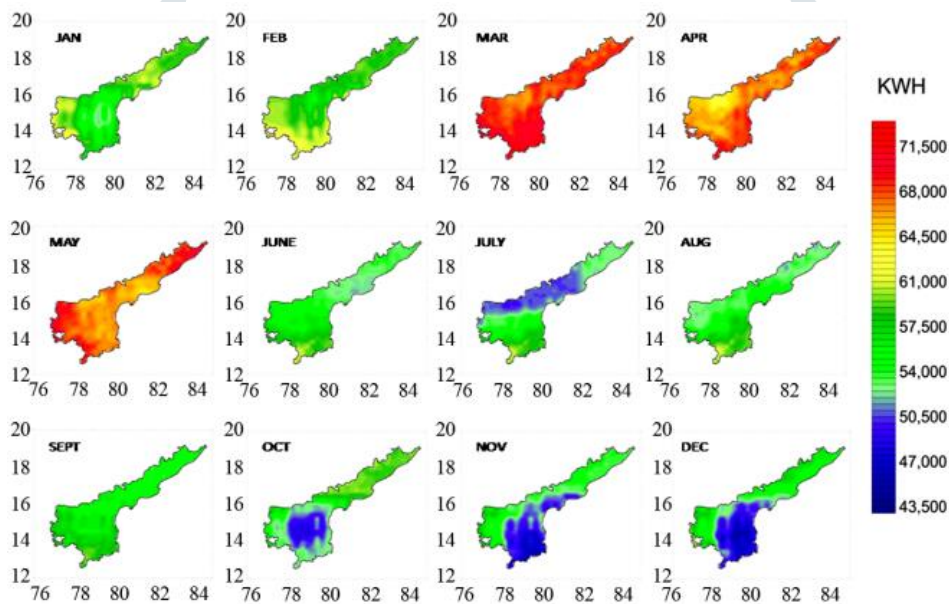 JAN FEB MAR APR
20 20 20 20
18 18 18 18
16 16 16 16
14 14 14 14
12 12 12 12
76 78 80 82 84 76 78 80 82 84 76 78 80 82 84 76 78 80 82 84
MAY JUNE JULY AUG
20 20 20 20
18 18 18 18
16 16 16 16
14 14 14 14
12 12 12 12
76 78 80 82 84 76 78 80 82 84 76 78 80 82 84 76 78 80 82 84
SEPT OCT NOV DEC
20 20 20 20
18 18 18 18
16 16 16 16
14 14 14 14
12 12 12 12
76 78 80 82 84 76 78 80 82 84 76 78 80 82 84 76 78 80 82 84
KWH
71,500
68,000
64,500
61,000
57,500
54,000
50,500
47,000
43,500